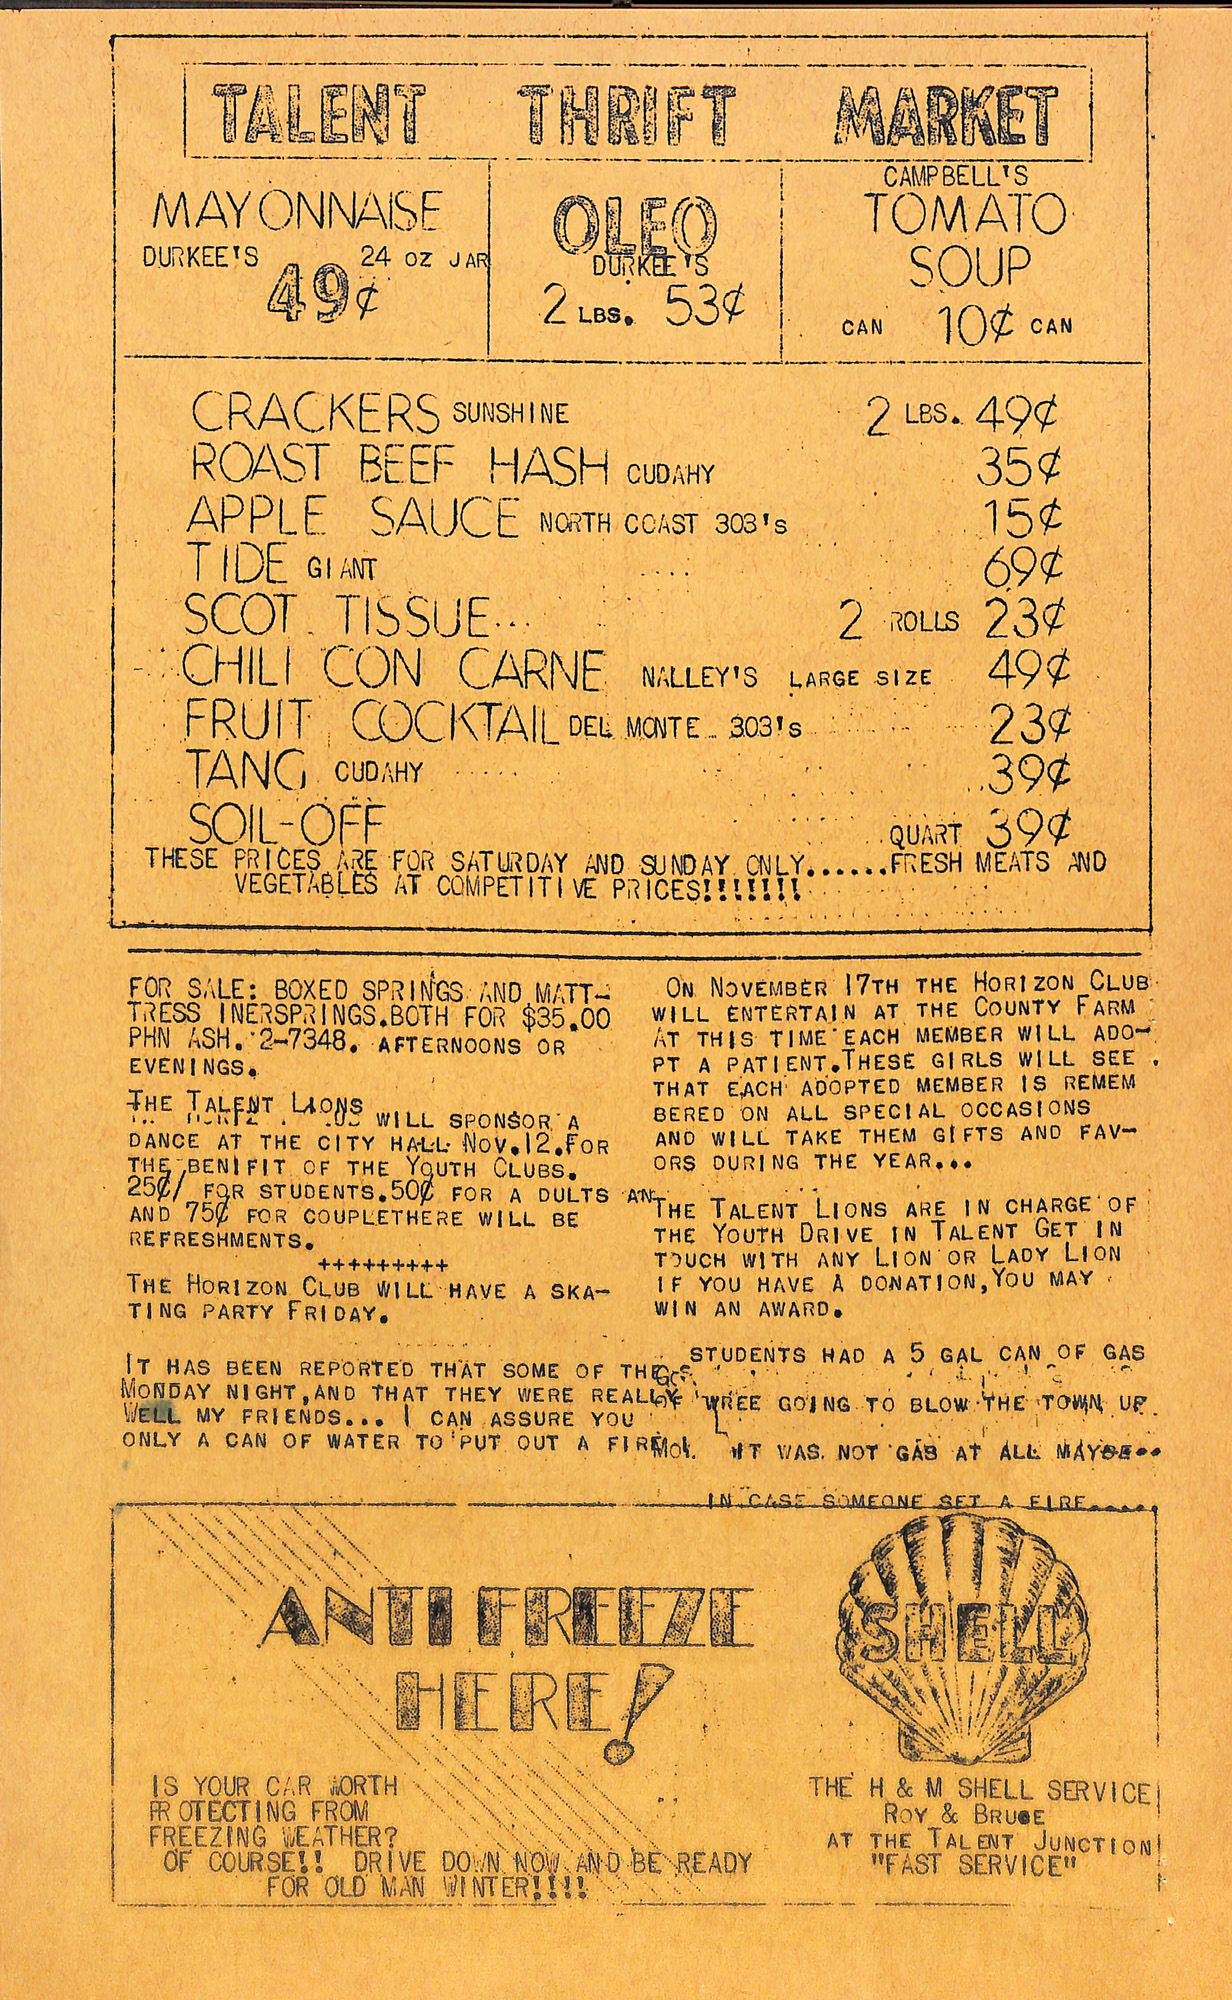 TALENT THRIFT MARKET
MAYONNAISE
DURKEE'S 24 OZ JAR
49¢
OLEO
DURKEE'S
2 LBS. 53¢
CAMPBELL'S
TOMATO
SOUP
CAN 10¢ CAN
CRACKERS SUNSHINE 2 LBS. 49¢
ROAST BEEF HASH CUDAHY 35¢
APPLE SAUCE NORTH COAST 303's 15¢
TIDE GIANT 69¢
SCOT TISSUE... 2 ROLLS 23¢
CHILI CON CARNE NALLEY'S LARGE SIZE 49¢
FRUIT COCKTAIL DEL MONTE 303's 23¢
TANG CUDAHY 39¢
SOIL-OFF QUART 39¢
THESE PRICES ARE FOR SATURDAY AND SUNDAY ONLY.......FRESH MEATS AND
VEGETABLES AT COMPETITIVE PRICES!!!!!!!
FOR SALE: BOXED SPRINGS AND MATT-
TRESS INERSPRINGS.BOTH FOR $35.00
PHN ASH. 2-7348. AFTERNOONS OR
EVENINGS.
THE TALENT LIONS
WILL SPONSOR A
DANCE AT THE CITY HALL NOV.12.FOR
THE BENIFIT OF THE YOUTH CLUBS.
25¢/ FOR STUDENTS.50¢ FOR A DULTS AN
AND 75¢ FOR COUPLETHERE WILL BE
REFRESHMENTS.
+++++++++
THE HORIZON CLUB WILL HAVE A SKA-
TING PARTY FRIDAY.
ON NOVEMBER 17TH THE HORIZON CLUB
WILL ENTERTAIN AT THE COUNTY FARM
AT THIS TIME EACH MEMBER WILL ADO-
PT A PATIENT.THESE GIRLS WILL SEE
THAT EACH ADOPTED MEMBER IS REMEM
BERED ON ALL SPECIAL OCCASIONS
AND WILL TAKE THEM GIFTS AND FAV-
ORS DURING THE YEAR...
THE TALENT LIONS ARE IN CHARGE OF
THE YOUTH DRIVE IN TALENT GET IN
TOUCH WITH ANY LION OR LADY LION
IF YOU HAVE A DONATION,YOU MAY
WIN AN AWARD.
IT HAS BEEN REPORTED THAT SOME OF THE STUDENTS HAD A 5 GAL CAN OF GAS
MONDAY NIGHT,AND THAT THEY WERE REALLY WREE GOING TO BLOW THE TOWN UP.
WELL MY FRIENDS... I CAN ASSURE YOU IT WAS NOT GAS AT ALL MAYBE..
ONLY A CAN OF WATER TO PUT OUT A FIRE
IN CASE SOMEONE SET A FIRE.....
ANTI FREEZE
HERE!
IS YOUR CAR WORTH
PROTECTING FROM
FREEZING WEATHER?
OF COURSE!! DRIVE DOWN NOW AND BE READY
FOR OLD MAN WINTER!!!!
SHELL
THE H & M SHELL SERVICE
ROY & BRUCE
AT THE TALENT JUNCTION
"FAST SERVICE"